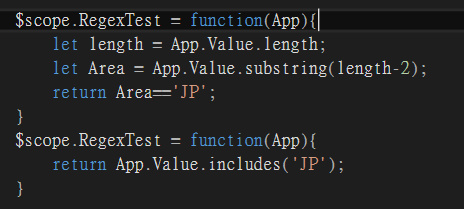 $scope.RegexTest = function(App){
    let length = App.Value.length;
    let Area = App.Value.substring(length-2);
    return Area=='JP';
}
$scope.RegexTest = function(App){
    return App.Value.includes('JP');
}